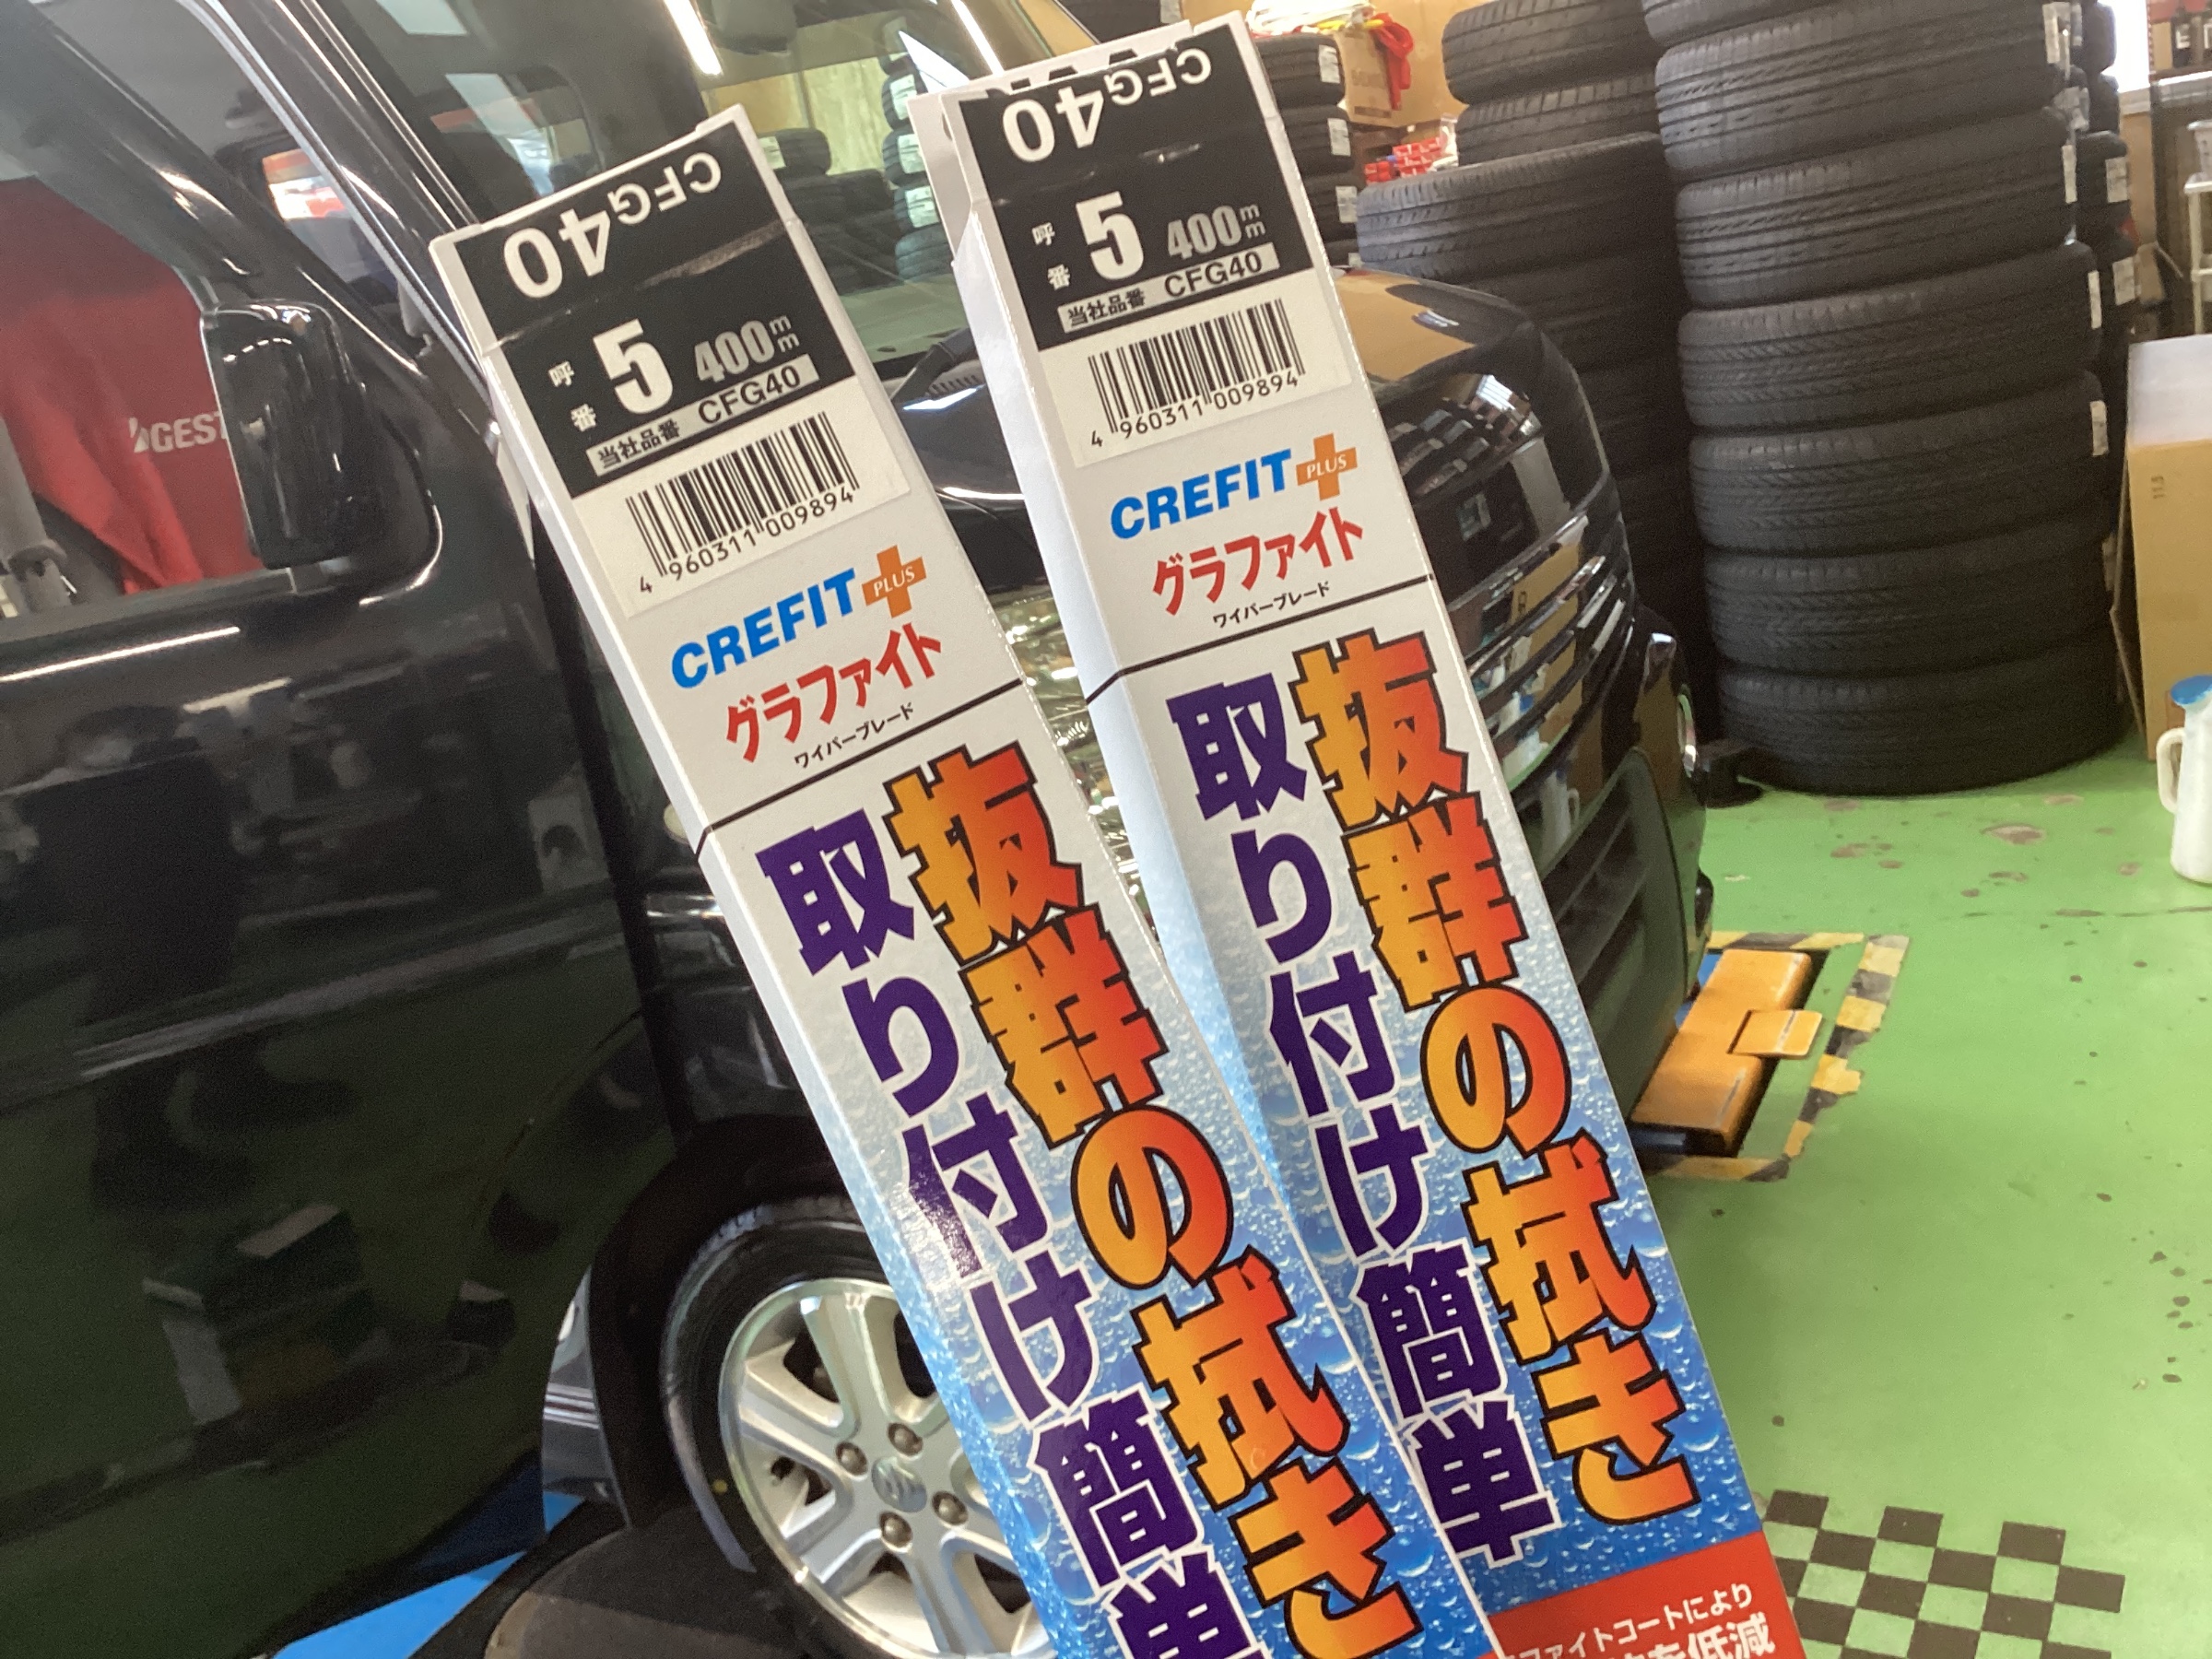 CFG40
呼番 5 400mm
当社品番 CFG40
4 960311 009894
CREFIT PLUS
グラファイト
ワイパーブレード
抜群の拭き
取り付け簡単
CFG40
呼番 5 400mm
当社品番 CFG40
4 960311 009894
CREFIT PLUS
グラファイト
ワイパーブレード
抜群の拭き
取り付け簡単
ファイトコートにより
を低減
GEST